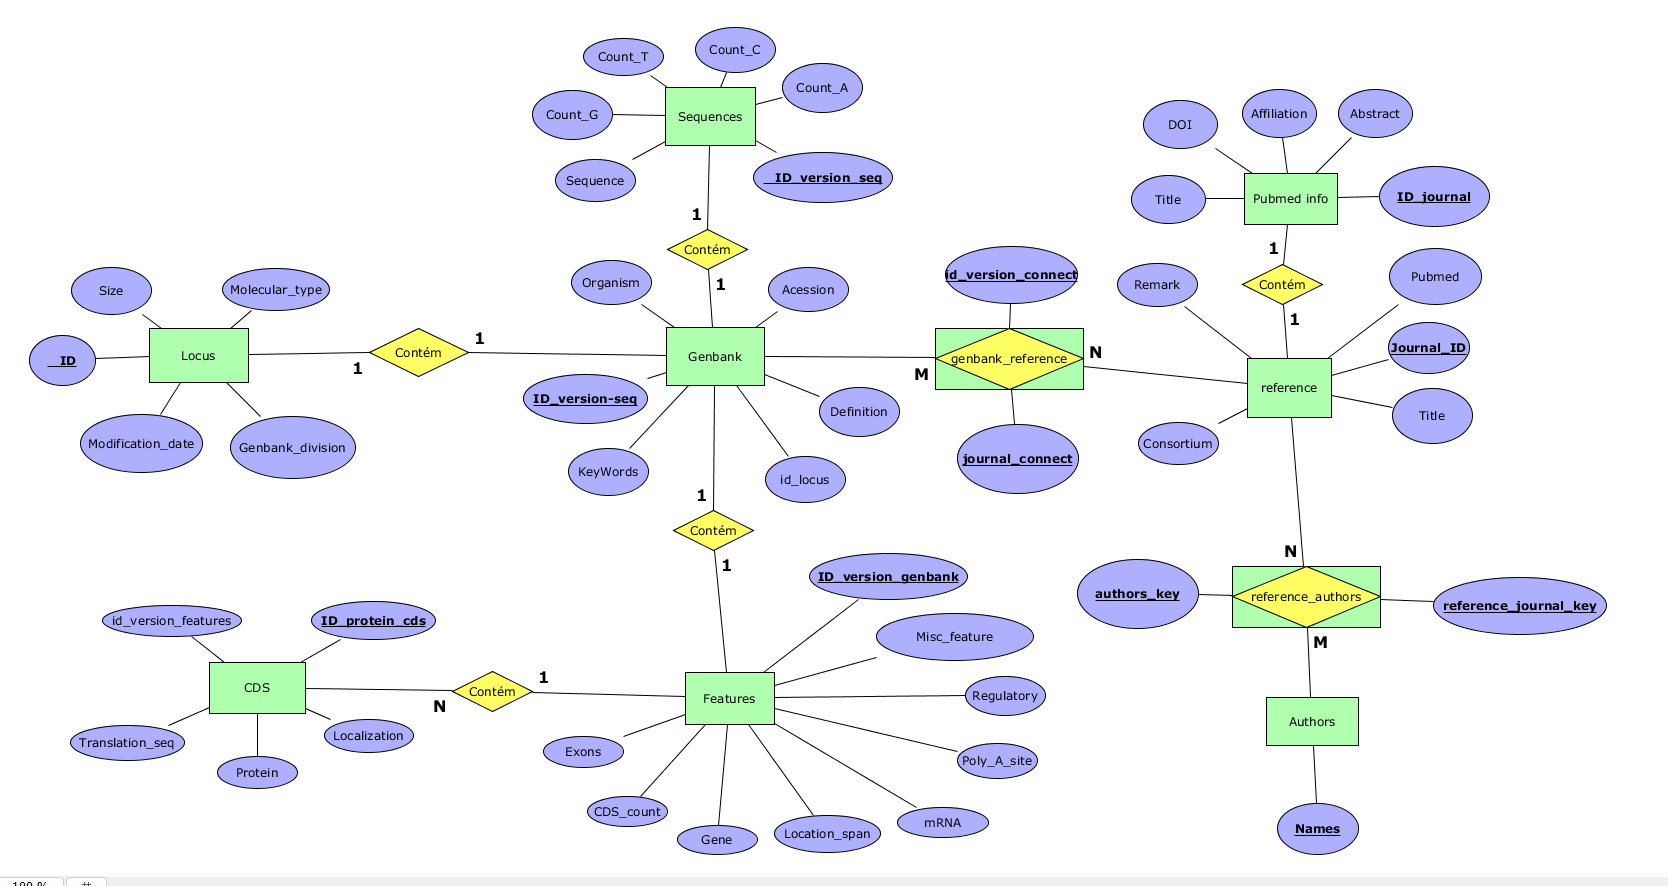 Count_T
Count_C
Count_A
Count_G
Sequences
Sequence
_ID_version_seq
1
Contém
1
DOI
Affiliation
Abstract
Title
Pubmed info
ID_journal
1
Contém
1
Size
Molecular_type
_ID
Locus
Modification_date
Genbank_division
1
Contém
1
Organism
Acession
Genbank
ID_version-seq
Definition
KeyWords
id_locus
id_version_connect
genbank_reference
M
N
journal_connect
Remark
Pubmed
Journal_ID
reference
Title
Consortium
1
Contém
1
N
authors_key
reference_authors
reference_journal_key
M
Authors
Names
id_version_features
ID_protein_cds
CDS
Translation_seq
Localization
Protein
N
Contém
1
ID_version_genbank
Misc_feature
Features
Regulatory
Exons
Poly_A_site
CDS_count
Gene
Location_span
mRNA